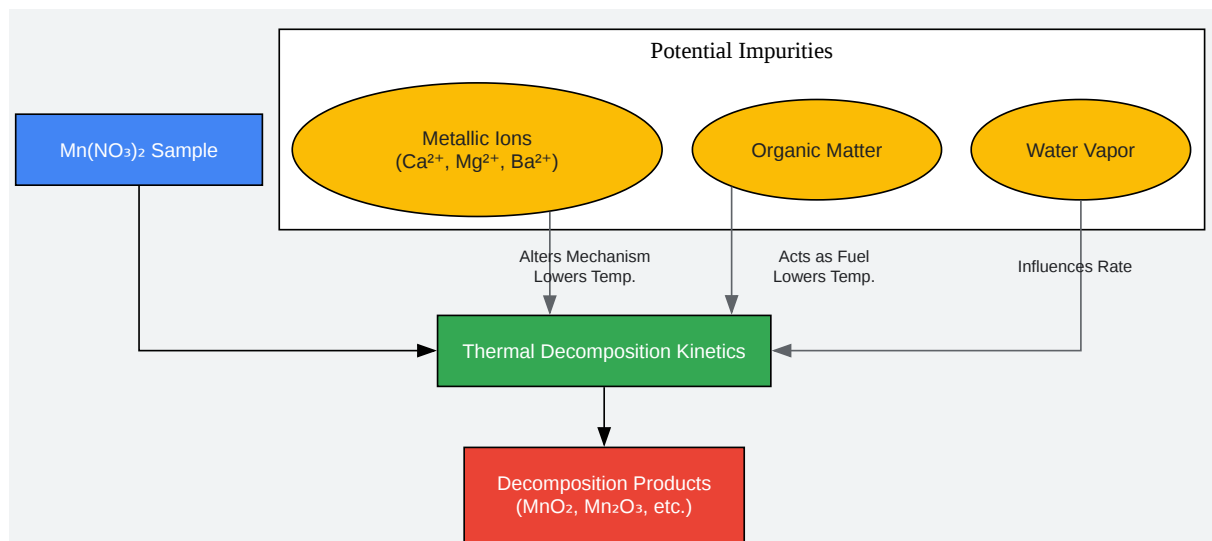 Potential Impurities
Mn(NO₃)₂ Sample
Metallic Ions
(Ca²⁺, Mg²⁺, Ba²⁺)
Organic Matter
Water Vapor
Alters Mechanism
Lowers Temp.
Acts as Fuel
Lowers Temp.
Influences Rate
Thermal Decomposition Kinetics
Decomposition Products
(MnO₂, Mn₂O₃, etc.)